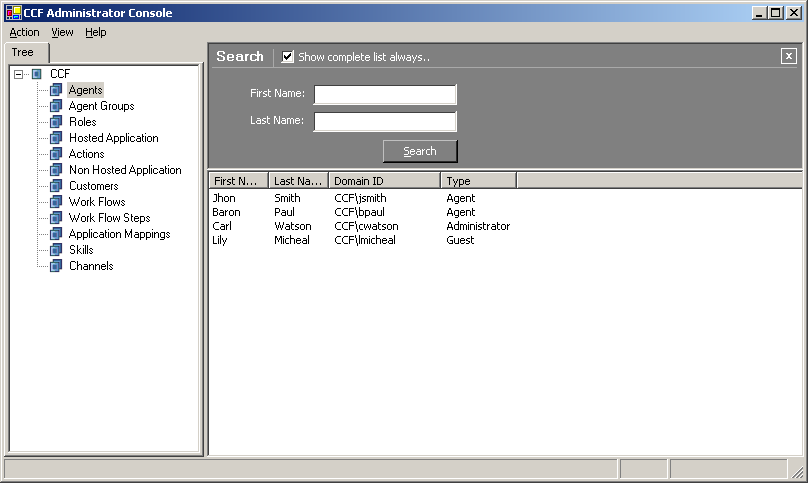 CCF Administrator Console
Action View Help
Tree
CCF
Agents
Agent Groups
Roles
Hosted Application
Actions
Non Hosted Application
Customers
Work Flows
Work Flow Steps
Application Mappings
Skills
Channels
Search Show complete list always..
First Name:
Last Name:
Search
First N... Last Na... Domain ID Type
Jhon Smith CCF\jsmith Agent
Baron Paul CCF\bpaul Agent
Carl Watson CCF\cwatson Administrator
Lily Micheal CCF\lmicheal Guest